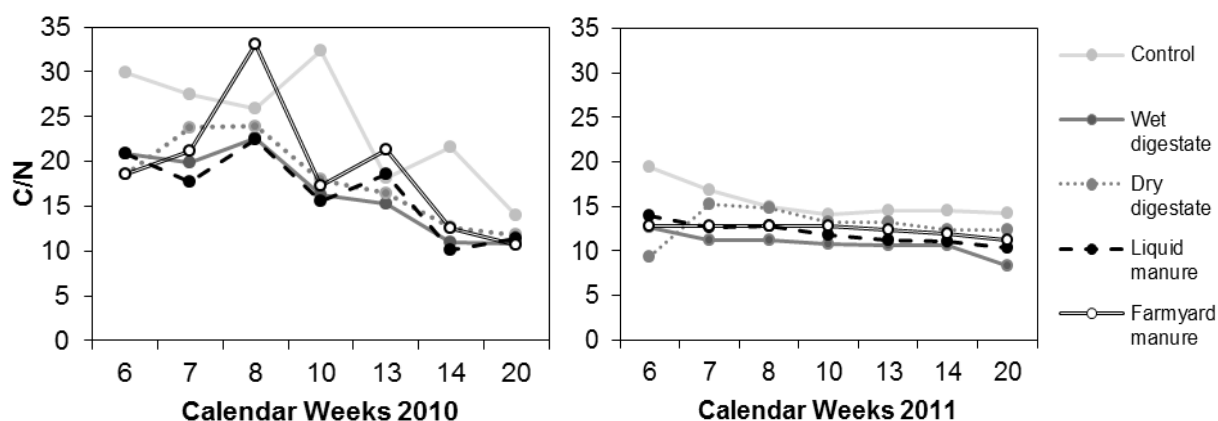 C/N
35
30
25
20
15
10
5
0
6 7 8 10 13 14 20
Calendar Weeks 2010
35
30
25
20
15
10
5
0
6 7 8 10 13 14 20
Calendar Weeks 2011
Control
Wet
digestate
Dry
digestate
Liquid
manure
Farmyard
manure